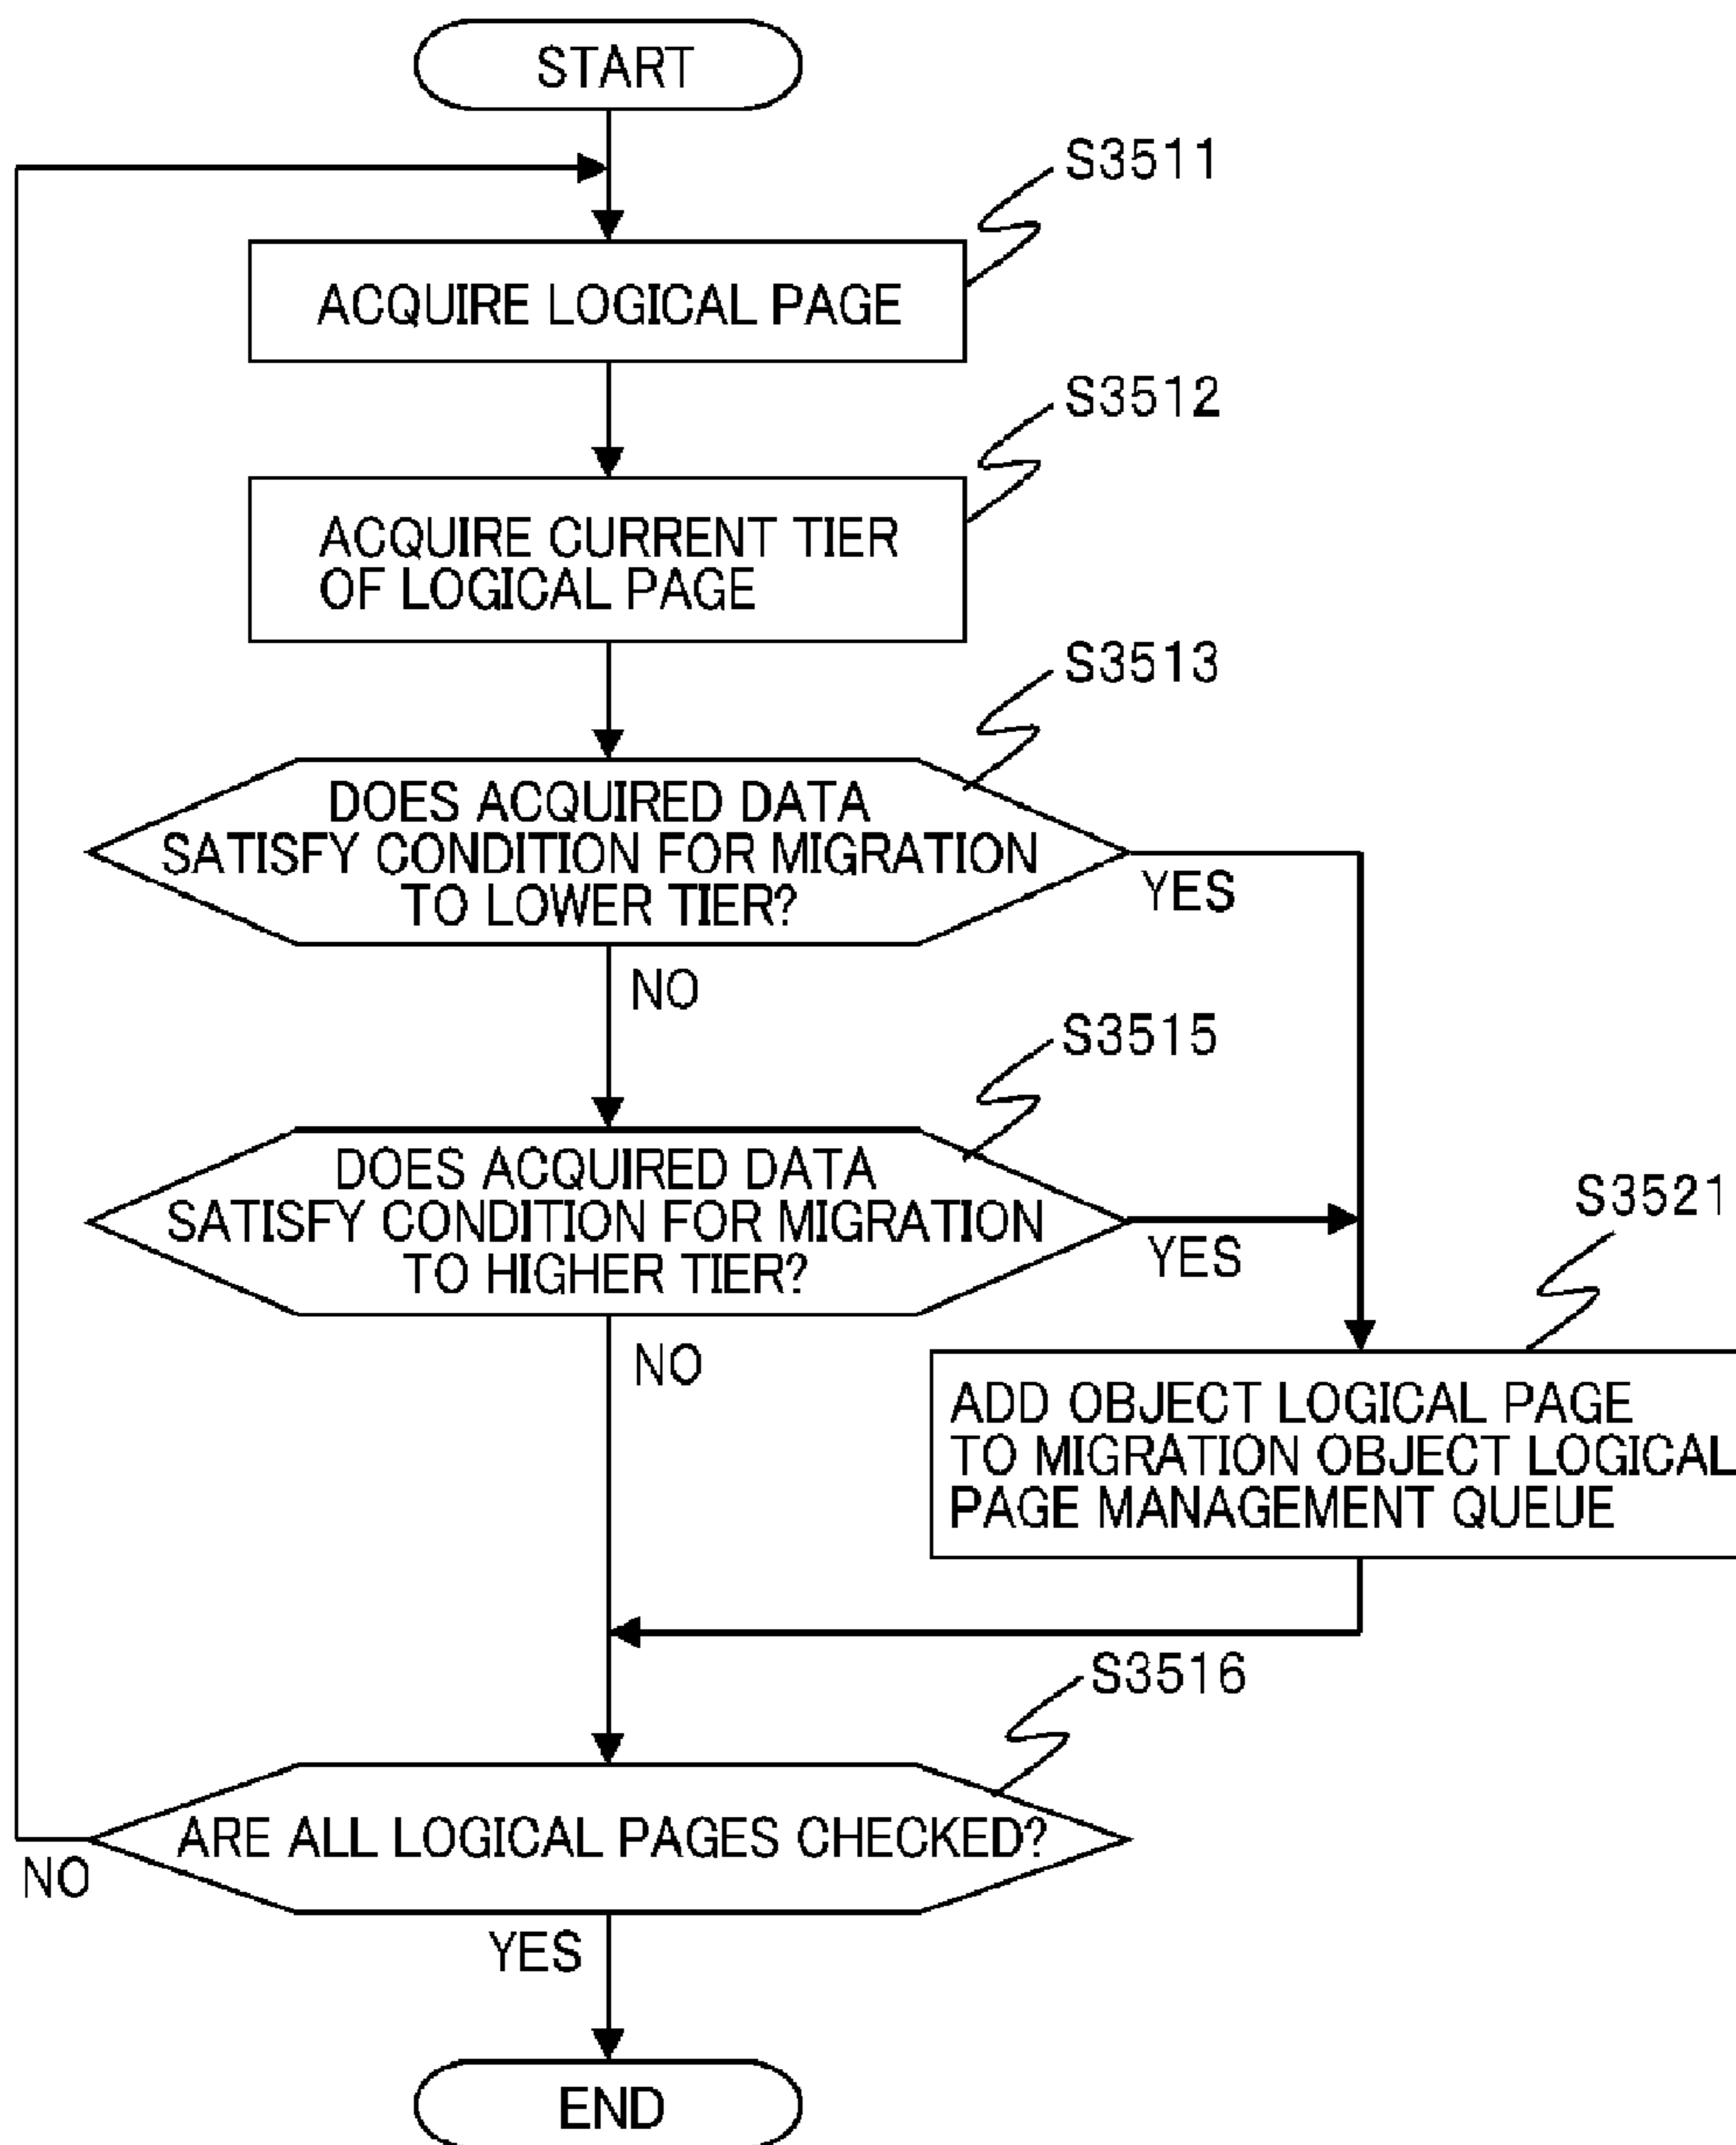 START
S3511
ACQUIRE LOGICAL PAGE
S3512
ACQUIRE CURRENT TIER
OF LOGICAL PAGE
S3513
DOES ACQUIRED DATA
SATISFY CONDITION FOR MIGRATION
TO LOWER TIER?
YES
NO
S3515
DOES ACQUIRED DATA
SATISFY CONDITION FOR MIGRATION
TO HIGHER TIER?
YES
NO
S3521
ADD OBJECT LOGICAL PAGE
TO MIGRATION OBJECT LOGICAL
PAGE MANAGEMENT QUEUE
S3516
ARE ALL LOGICAL PAGES CHECKED?
NO
YES
END